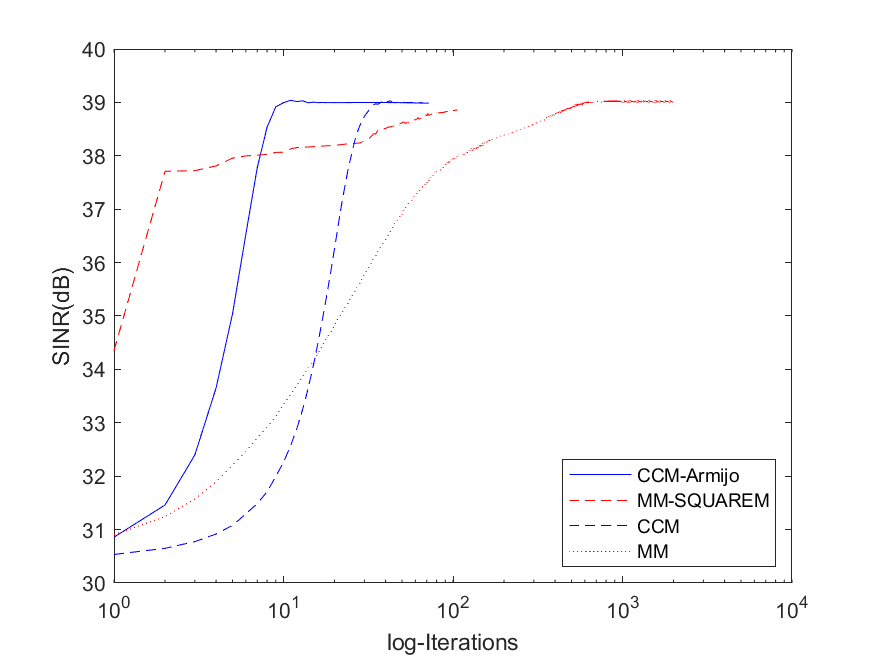 40
39
38
37
36
35
34
33
32
31
30
SINR(dB)
10^0
10^1
10^2
10^3
10^4
log-Iterations
CCM-Armijo
MM-SQUAREM
CCM
MM